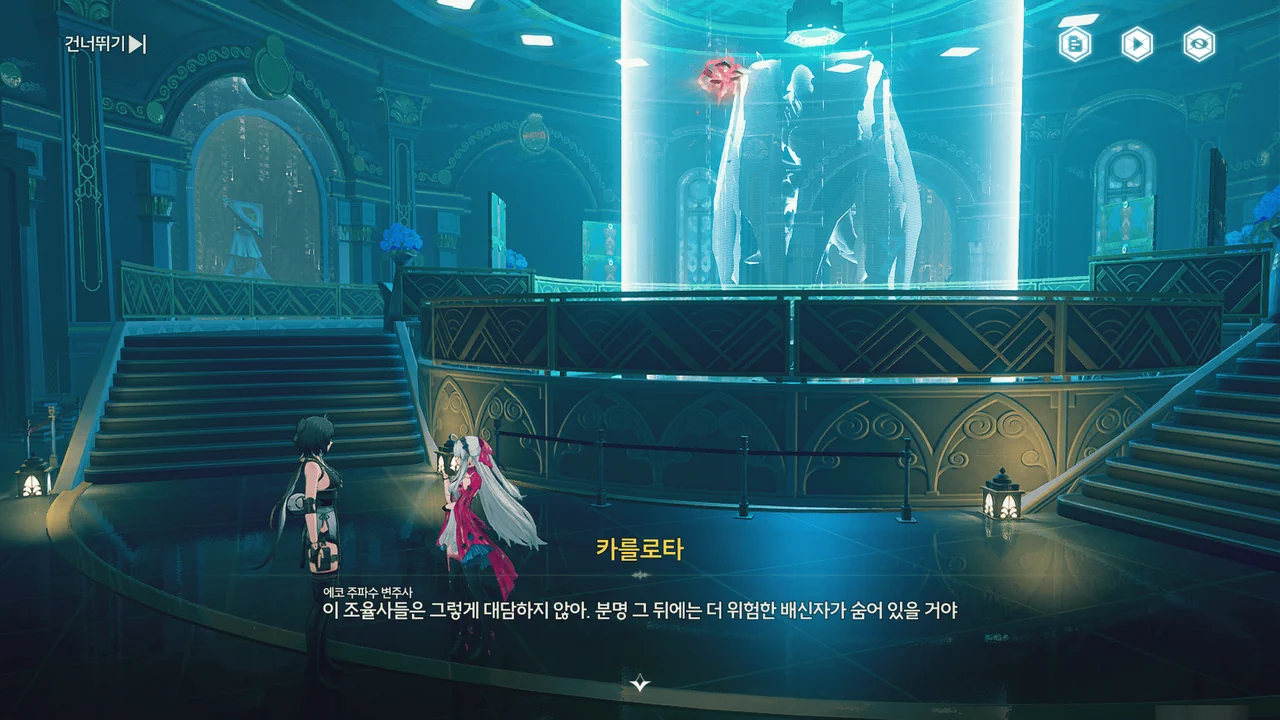 건너뛰기
카를로타
에코 주파수 변주사
이 조율사들은 그렇게 대담하지 않아. 분명 그 뒤에는 더 위험한 배신자가 숨어 있을 거야